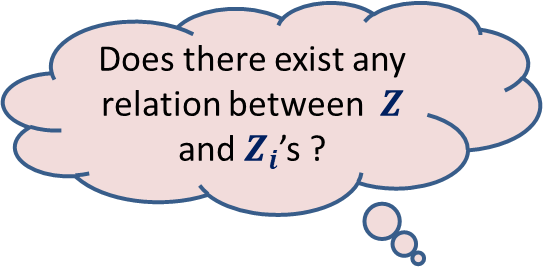 Does there exist any
relation between Z
and Zᵢ's ?